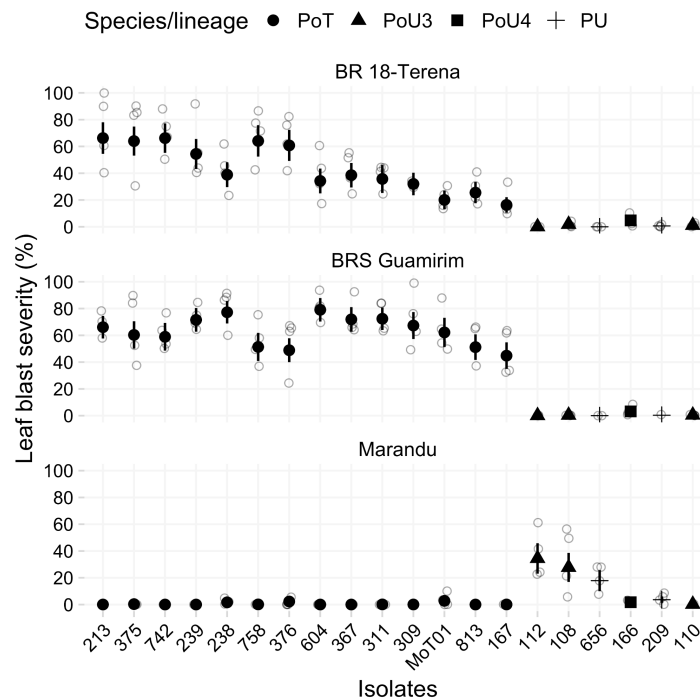 Species/lineage PoT PoU3 PoU4 PU
BR 18-Terena
100
80
60
40
20
0
BRS Guamirim
100
80
60
40
20
0
Marandu
100
80
60
40
20
0
Leaf blast severity (%)
213 375 742 239 238 758 376 604 367 311 309 MoT01 813 167 112 108 656 166 209 110
Isolates